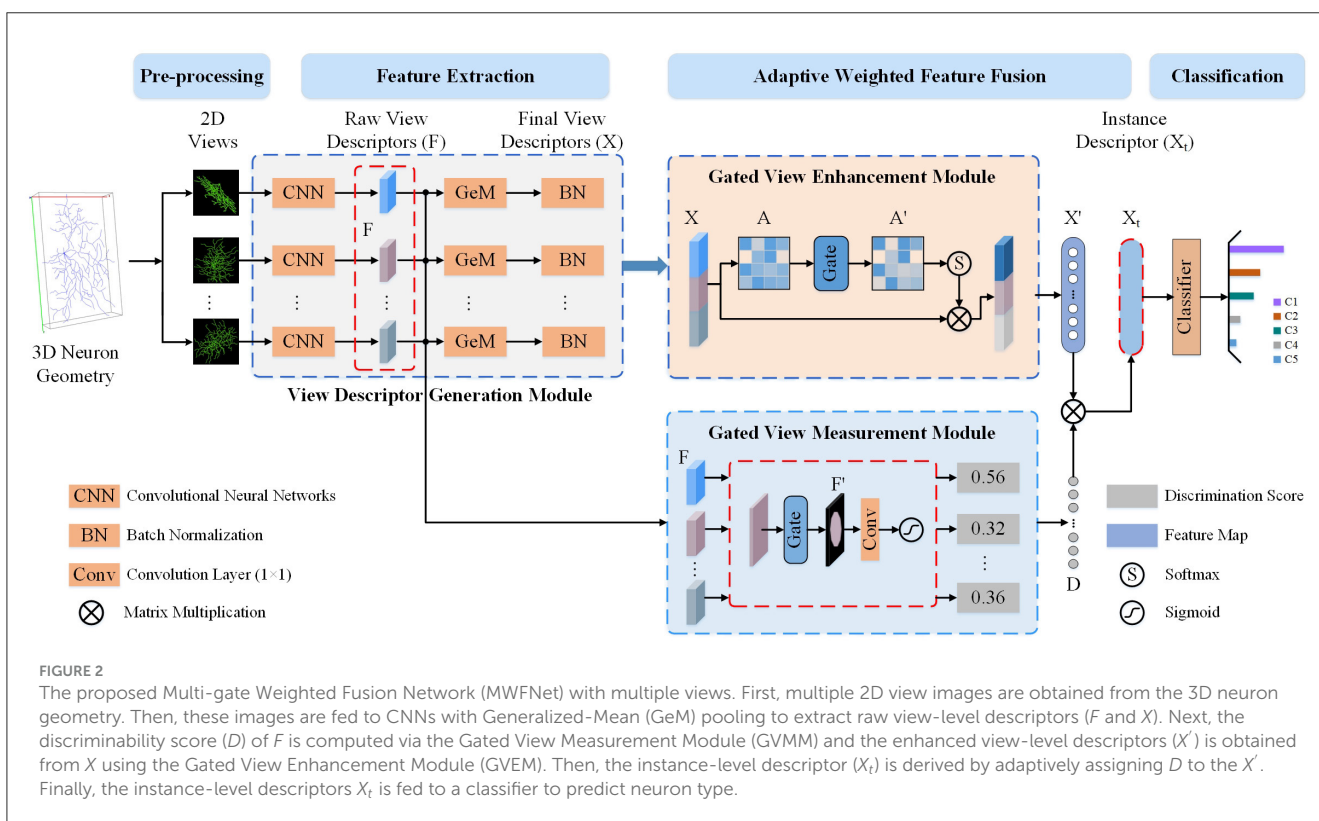 Pre-processing
Feature Extraction
Adaptive Weighted Feature Fusion
Classification
2D
Views
Raw View
Descriptors (F)
Final View
Descriptors (X)
Instance
Descriptor (Xₜ)
CNN
GeM
BN
F
CNN
GeM
BN
⋮
⋮
⋮
⋮
⋮
CNN
GeM
BN
3D Neuron
Geometry
View Descriptor Generation Module
Gated View Enhancement Module
X
A
A'
Gate
S
X'
Xₜ
Classifier
C1
C2
C3
C4
C5
Gated View Measurement Module
F
F'
Gate
Conv
0.56
0.32
⋮
0.36
D
CNN Convolutional Neural Networks
BN Batch Normalization
Conv Convolution Layer (1×1)
Matrix Multiplication
Discrimination Score
Feature Map
S Softmax
Sigmoid
FIGURE 2
The proposed Multi-gate Weighted Fusion Network (MWFNet) with multiple views. First, multiple 2D view images are obtained from the 3D neuron
geometry. Then, these images are fed to CNNs with Generalized-Mean (GeM) pooling to extract raw view-level descriptors (F and X). Next, the
discriminability score (D) of F is computed via the Gated View Measurement Module (GVMM) and the enhanced view-level descriptors (X') is obtained
from X using the Gated View Enhancement Module (GVEM). Then, the instance-level descriptor (Xₜ) is derived by adaptively assigning D to the X'.
Finally, the instance-level descriptors Xₜ is fed to a classifier to predict neuron type.